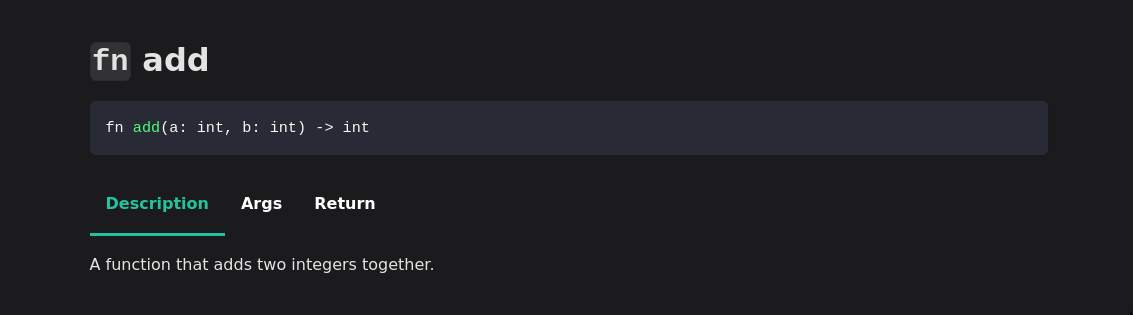 fn add
fn add(a: int, b: int) -> int
Description Args Return
A function that adds two integers together.